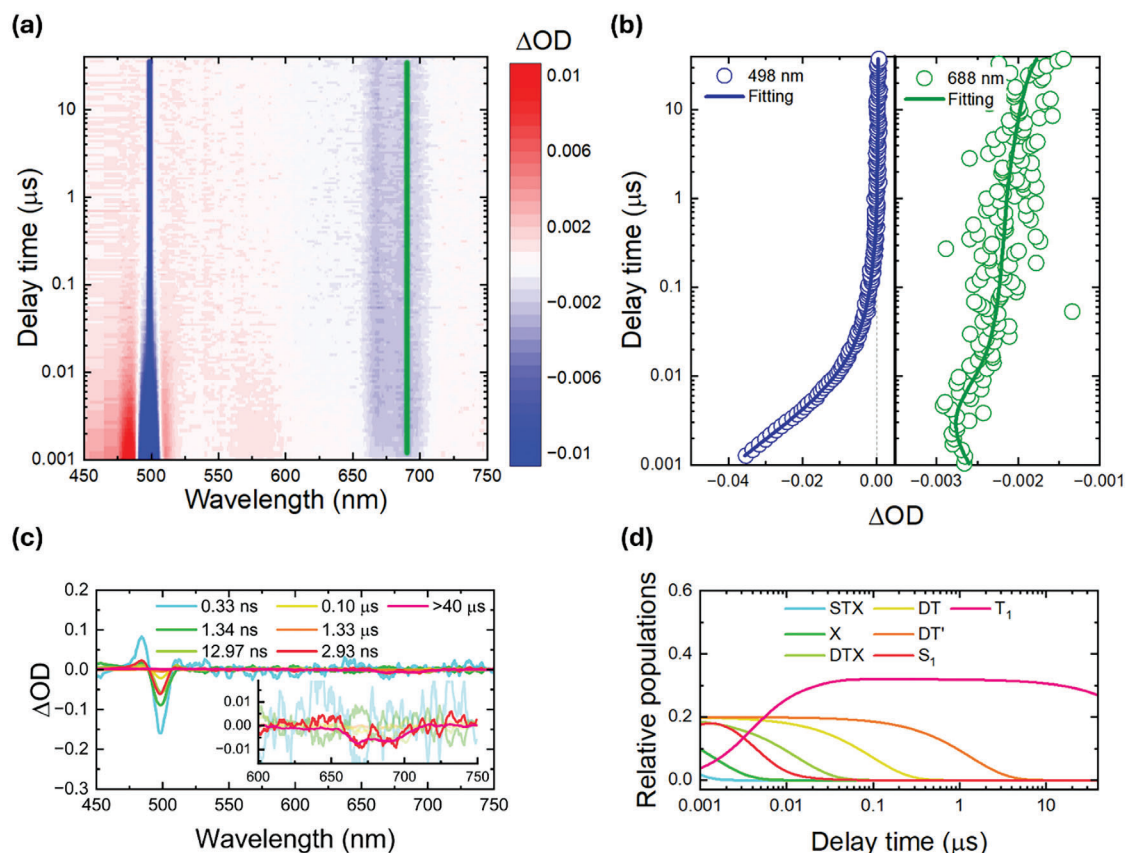 (a)
ΔOD
0.01
0.006
0.002
−0.002
−0.006
−0.01
Delay time (μs)
10
1
0.1
0.01
0.001
450 500 550 600 650 700 750
Wavelength (nm)
(b)
498 nm
Fitting
688 nm
Fitting
Delay time (μs)
10
1
0.1
0.01
0.001
−0.04 −0.02 0.00 −0.003 −0.002 −0.001
ΔOD
(c)
0.33 ns 0.10 μs >40 μs
1.34 ns 1.33 μs
12.97 ns 2.93 ns
ΔOD
0.2
0.1
0.0
−0.1
−0.2
−0.3
0.01
0.00
−0.01
600 650 700 750
450 500 550 600 650 700 750
Wavelength (nm)
(d)
STX DT T₁
X DT'
DTX S₁
Relative populations
0.6
0.4
0.2
0.0
0.001 0.01 0.1 1 10
Delay time (μs)